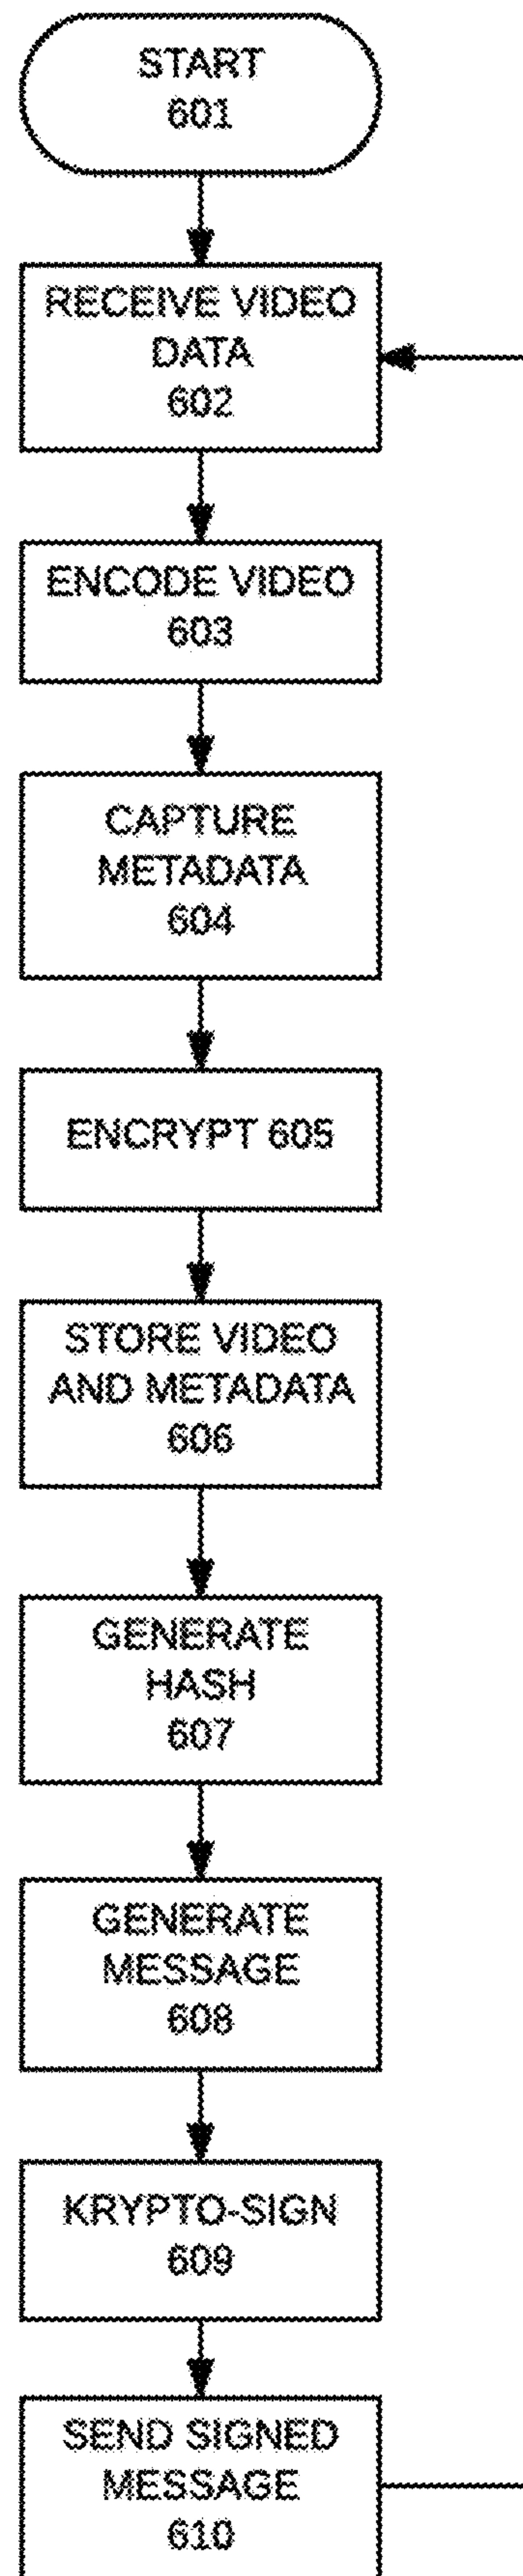 START
601
RECEIVE VIDEO
DATA
602
ENCODE VIDEO
603
CAPTURE
METADATA
604
ENCRYPT 605
STORE VIDEO
AND METADATA
606
GENERATE
HASH
607
GENERATE
MESSAGE
608
KRYPTO-SIGN
609
SEND SIGNED
MESSAGE
610